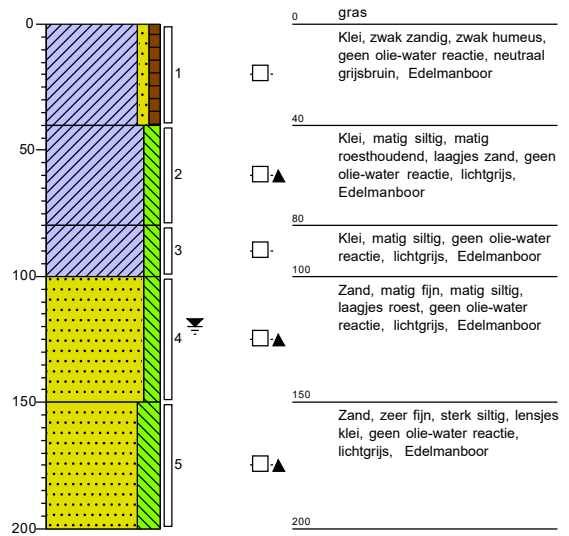 0
50
100
150
200
1
2
3
4
5
0
gras
Klei, zwak zandig, zwak humeus,
geen olie-water reactie, neutraal
grijsbruin, Edelmanboor
40
Klei, matig siltig, matig
roesthoudend, laagjes zand, geen
olie-water reactie, lichtgrijs,
Edelmanboor
80
Klei, matig siltig, geen olie-water
reactie, lichtgrijs, Edelmanboor
100
Zand, matig fijn, matig siltig,
laagjes roest, geen olie-water
reactie, lichtgrijs, Edelmanboor
150
Zand, zeer fijn, sterk siltig, lensjes
klei, geen olie-water reactie,
lichtgrijs, Edelmanboor
200